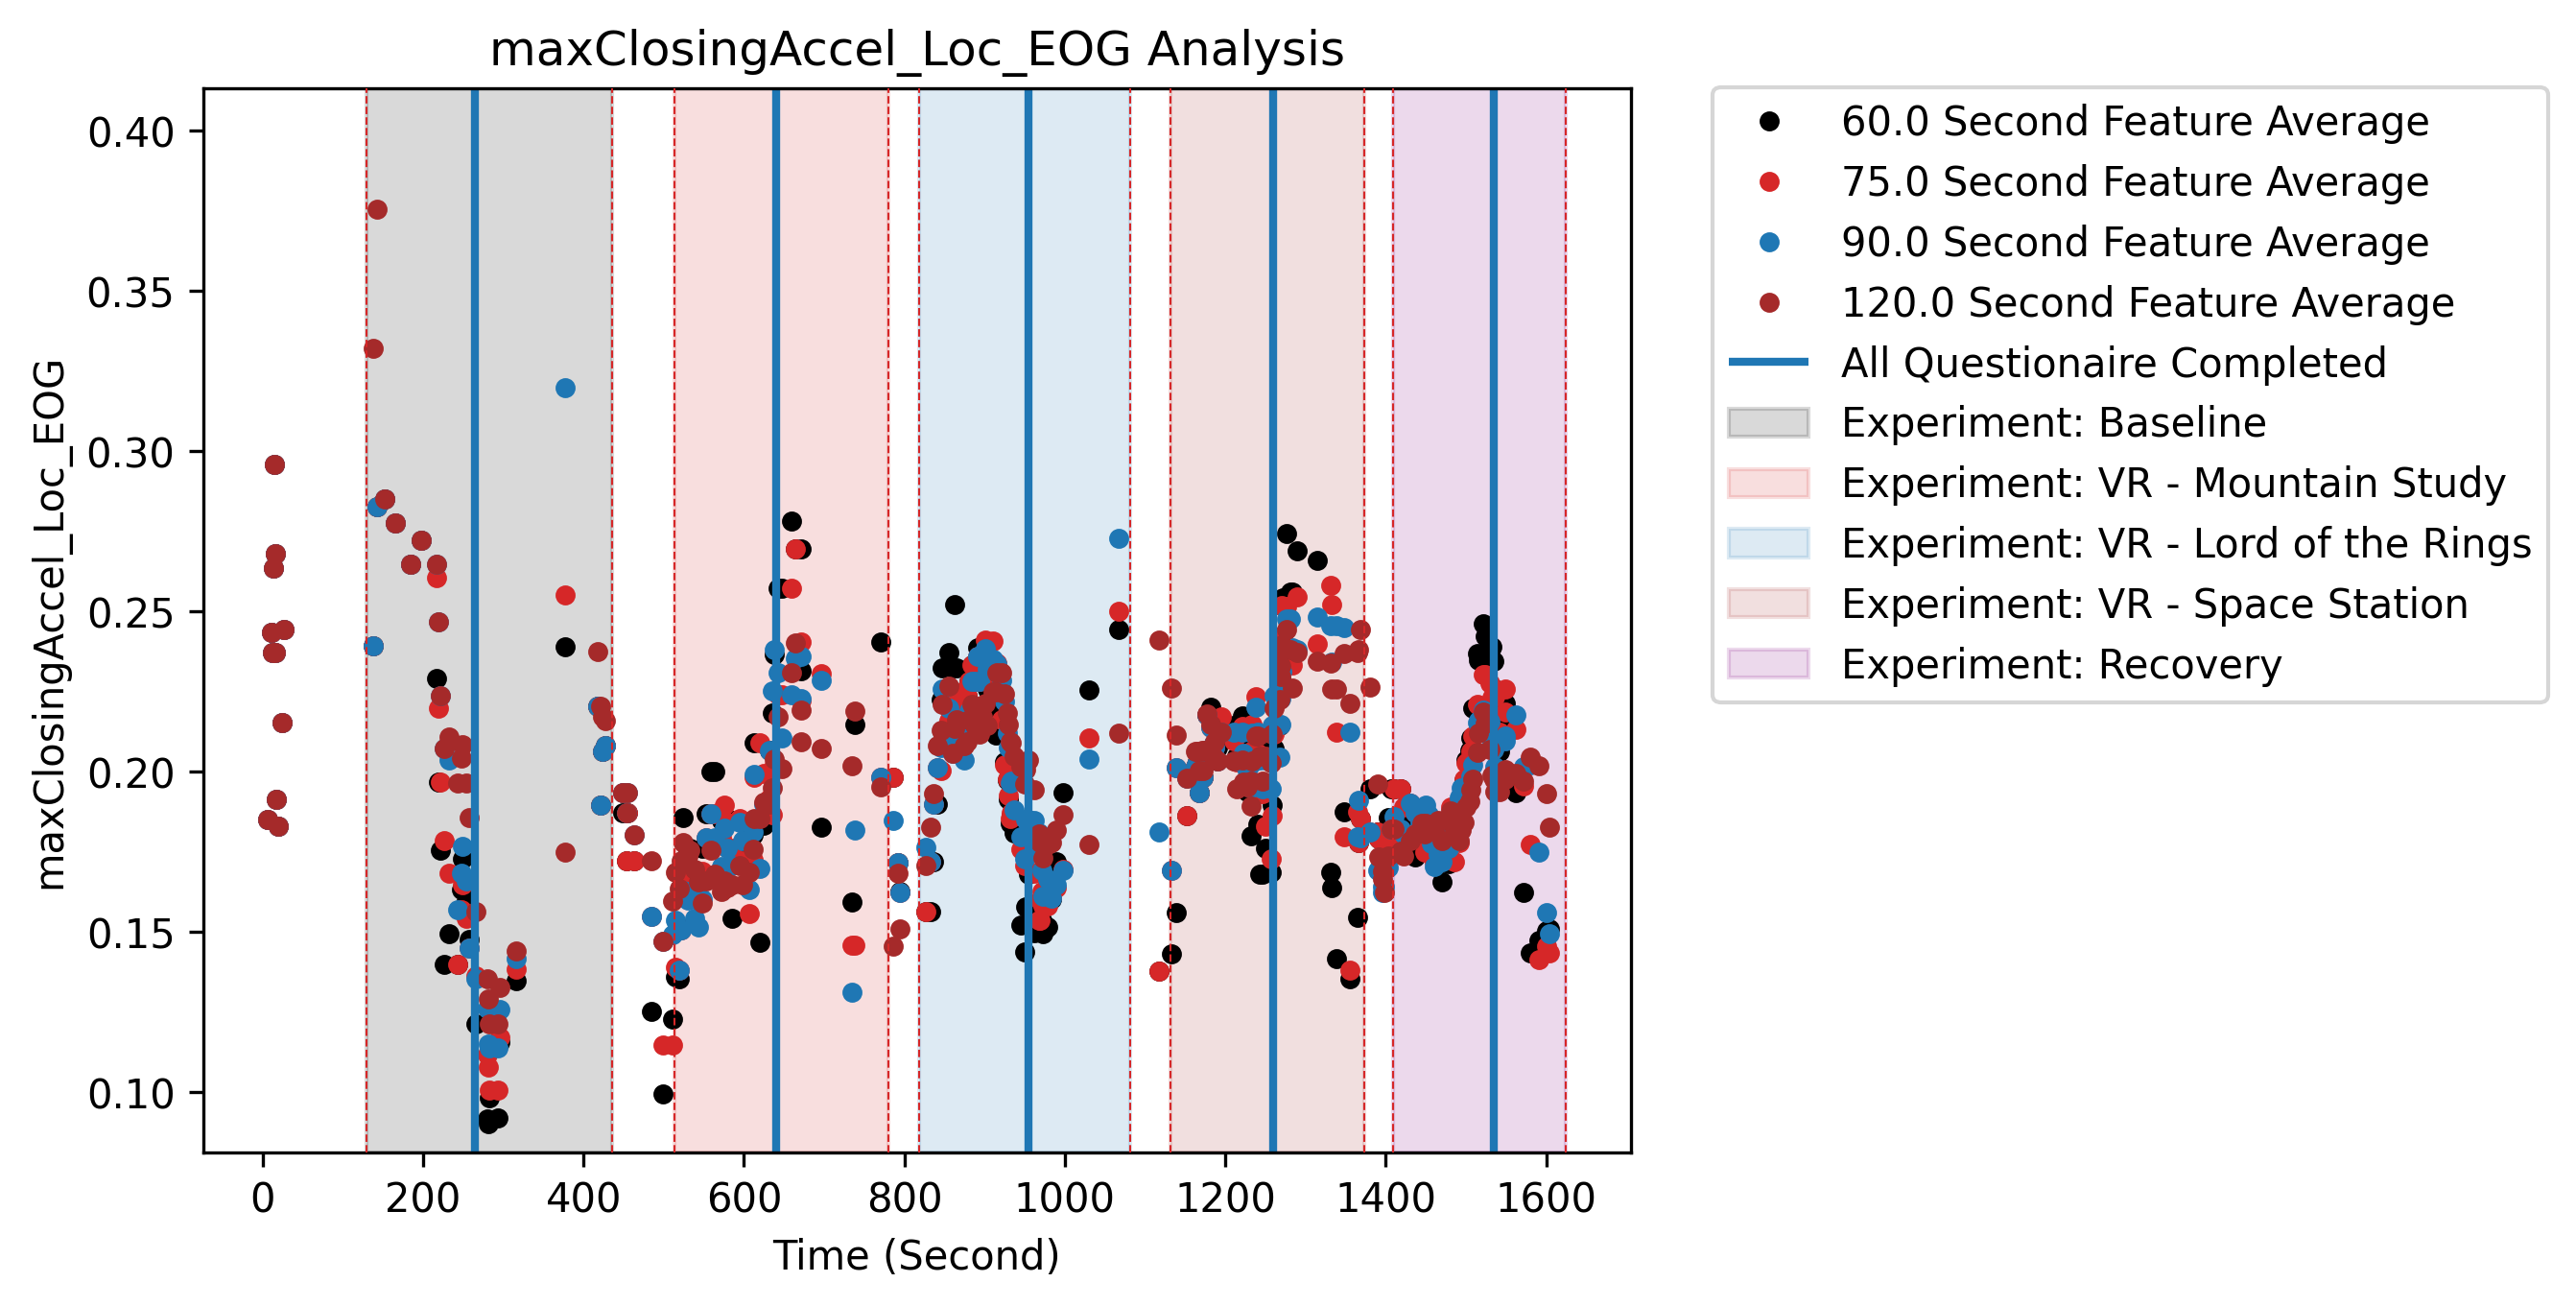 maxClosingAccel_Loc_EOG Analysis
maxClosingAccel_Loc_EOG
0.40
0.35
0.30
0.25
0.20
0.15
0.10
0 200 400 600 800 1000 1200 1400 1600
Time (Second)
60.0 Second Feature Average
75.0 Second Feature Average
90.0 Second Feature Average
120.0 Second Feature Average
All Questionaire Completed
Experiment: Baseline
Experiment: VR - Mountain Study
Experiment: VR - Lord of the Rings
Experiment: VR - Space Station
Experiment: Recovery